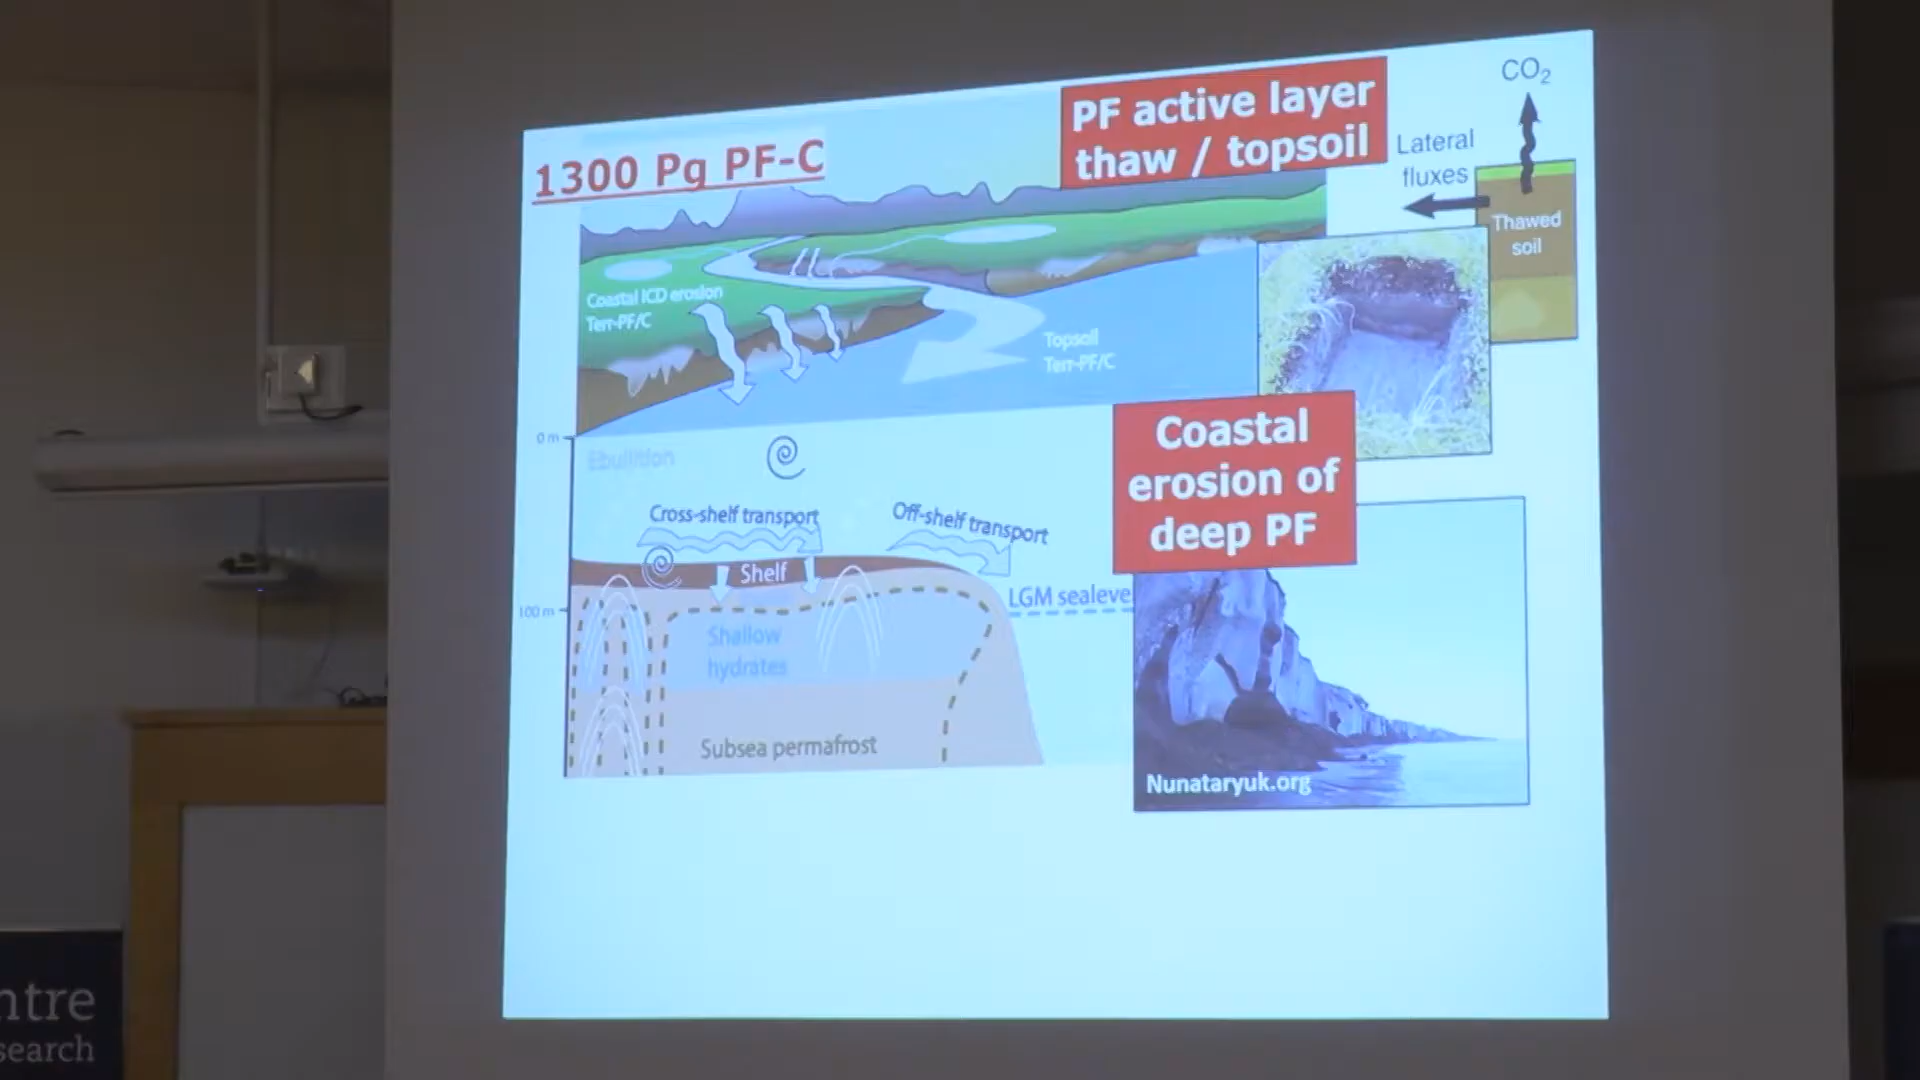 1300 Pg PF-C
PF active layer
thaw / topsoil
CO₂
Lateral
fluxes
Thawed
soil
Coastal ICD erosion
Terr-PF/C
Topsoil
Terr-PF/C
0 m
Ebullition
Coastal
erosion of
deep PF
Cross-shelf transport
Off-shelf transport
Shelf
100 m
LGM sealeve
Shallow
hydrates
Subsea permafrost
Nunataryuk.org
ntre
search